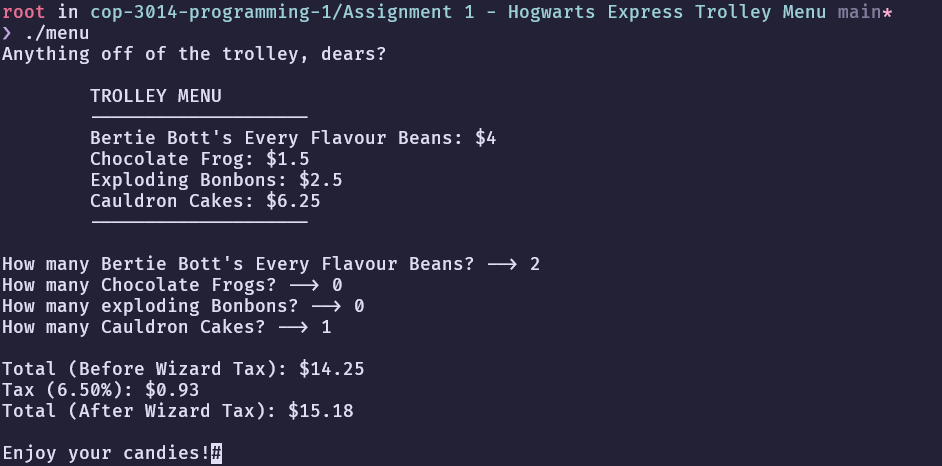 root in cop-3014-programming-1/Assignment 1 - Hogwarts Express Trolley Menu main*
❯ ./menu
Anything off of the trolley, dears?
TROLLEY MENU
--------------------
Bertie Bott's Every Flavour Beans: $4
Chocolate Frog: $1.5
Exploding Bonbons: $2.5
Cauldron Cakes: $6.25
--------------------
How many Bertie Bott's Every Flavour Beans? --> 2
How many Chocolate Frogs? --> 0
How many exploding Bonbons? --> 0
How many Cauldron Cakes? --> 1
Total (Before Wizard Tax): $14.25
Tax (6.50%): $0.93
Total (After Wizard Tax): $15.18
Enjoy your candies!#